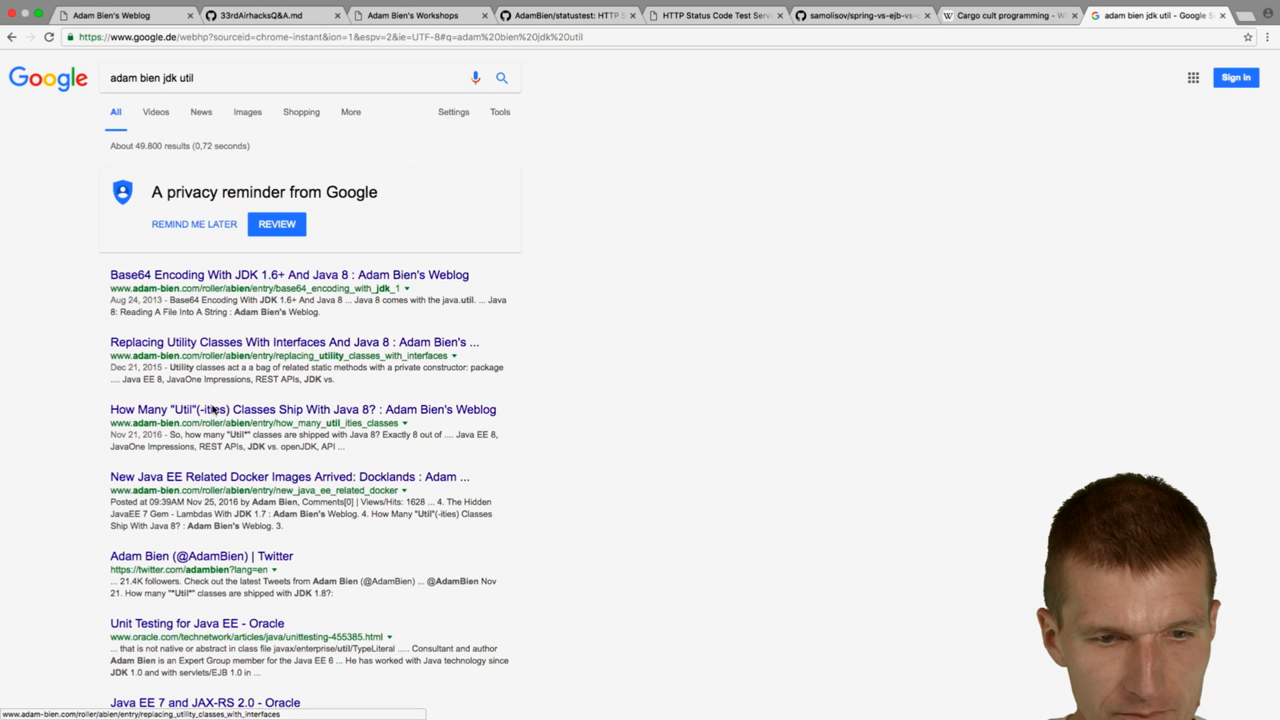 Adam Bien's Weblog
33rdAirhacksQ&A.md
Adam Bien's Workshops
AdamBien/statustest: HTTP S
HTTP Status Code Test Serv
samolisov/spring-vs-ejb-vs-c
Cargo cult programming - Wi
adam bien jdk util - Google S
https://www.google.de/webhp?sourceid=chrome-instant&ion=1&espv=2&ie=UTF-8#q=adam%20bien%20jdk%20util
Google
adam bien jdk util
Sign in
All Videos News Images Shopping More Settings Tools
About 49.800 results (0,72 seconds)
A privacy reminder from Google
REMIND ME LATER REVIEW
Base64 Encoding With JDK 1.6+ And Java 8 : Adam Bien's Weblog
www.adam-bien.com/roller/abien/entry/base64_encoding_with_jdk_1
Aug 24, 2013 - Base64 Encoding With JDK 1.6+ And Java 8 ... Java 8 comes with the java.util. ... Java
8: Reading A File Into A String : Adam Bien's Weblog.
Replacing Utility Classes With Interfaces And Java 8 : Adam Bien's ...
www.adam-bien.com/roller/abien/entry/replacing_utility_classes_with_interfaces
Dec 21, 2015 - Utility classes act a a bag of related static methods with a private constructor: package
.... Java EE 8, JavaOne Impressions, REST APIs, JDK vs.
How Many "Util"(-ities) Classes Ship With Java 8? : Adam Bien's Weblog
www.adam-bien.com/roller/abien/entry/how_many_util_ities_classes
Nov 21, 2016 - So, how many "Util*" classes are shipped with Java 8? Exactly 8 out of .... Java EE 8,
JavaOne Impressions, REST APIs, JDK vs. openJDK, API ...
New Java EE Related Docker Images Arrived: Docklands : Adam ...
www.adam-bien.com/roller/abien/entry/new_java_ee_related_docker
Posted at 09:39AM Nov 25, 2016 by Adam Bien, Comments[0] | Views/Hits: 1628 ... 4. The Hidden
JavaEE 7 Gem - Lambdas With JDK 1.7 : Adam Bien's Weblog. 4. How Many "Util"(-ities) Classes
Ship With Java 8? : Adam Bien's Weblog. 3.
Adam Bien (@AdamBien) | Twitter
https://twitter.com/adambien?lang=en
... 21.4K followers. Check out the latest Tweets from Adam Bien (@AdamBien) ... @AdamBien Nov
21. How many "*Util*" classes are shipped with JDK 1.8?:
Unit Testing for Java EE - Oracle
www.oracle.com/technetwork/articles/java/unittesting-455385.html
... that is not native or abstract in class file javax/enterprise/util/TypeLiteral ..... Consultant and author
Adam Bien is an Expert Group member for the Java EE 6 ... He has worked with Java technology since
JDK 1.0 and with servlets/EJB 1.0 in ...
Java EE 7 and JAX-RS 2.0 - Oracle
www.adam-bien.com/roller/abien/entry/replacing_utility_classes_with_interfaces